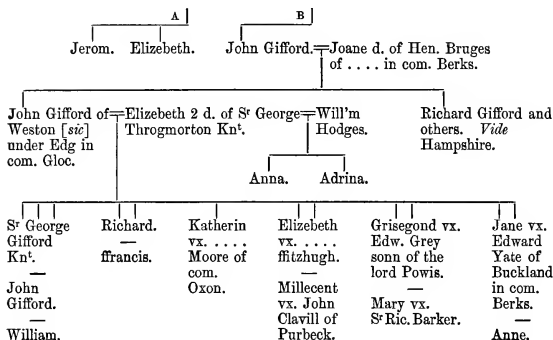 A
B
Jerom. Elizebeth.
John Gifford.=Joane d. of Hen. Bruges
of . . . . in com. Berks.
John Gifford of=Elizebeth 2 d. of Sʳ George=Will'm
Weston [sic] Throgmorton Knᵗ. Hodges.
under Edg in
com. Gloc.
Richard Gifford and
others. Vide
Hampshire.
Anna. Adrina.
Sʳ George
Gifford
Knᵗ.
—
John
Gifford.
—
William.
Richard.
—
ffrancis.
Katherin
vx. . . . . .
Moore of
com.
Oxon.
Elizebeth
vx. . . . . .
ffitzhugh.
—
Millecent
vx. John
Clavill of
Purbeck.
Grisegond vx.
Edw. Grey
sonn of the
lord Powis.
—
Mary vx.
Sʳ Ric. Barker.
Jane vx.
Edward
Yate of
Buckland
in com.
Berks.
—
Anne.